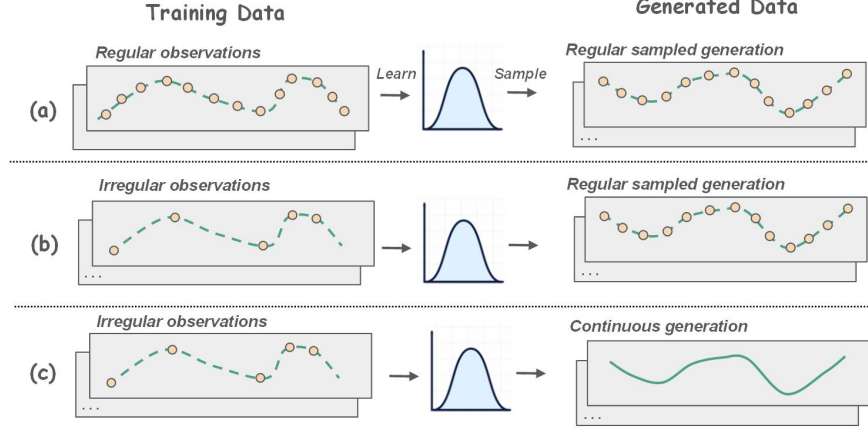 Training Data
Generated Data
Regular observations
Regular sampled generation
Learn
Sample
(a)
. . .
Irregular observations
Regular sampled generation
(b)
. . .
. . .
Irregular observations
Continuous generation
(c)
. . .
. . .